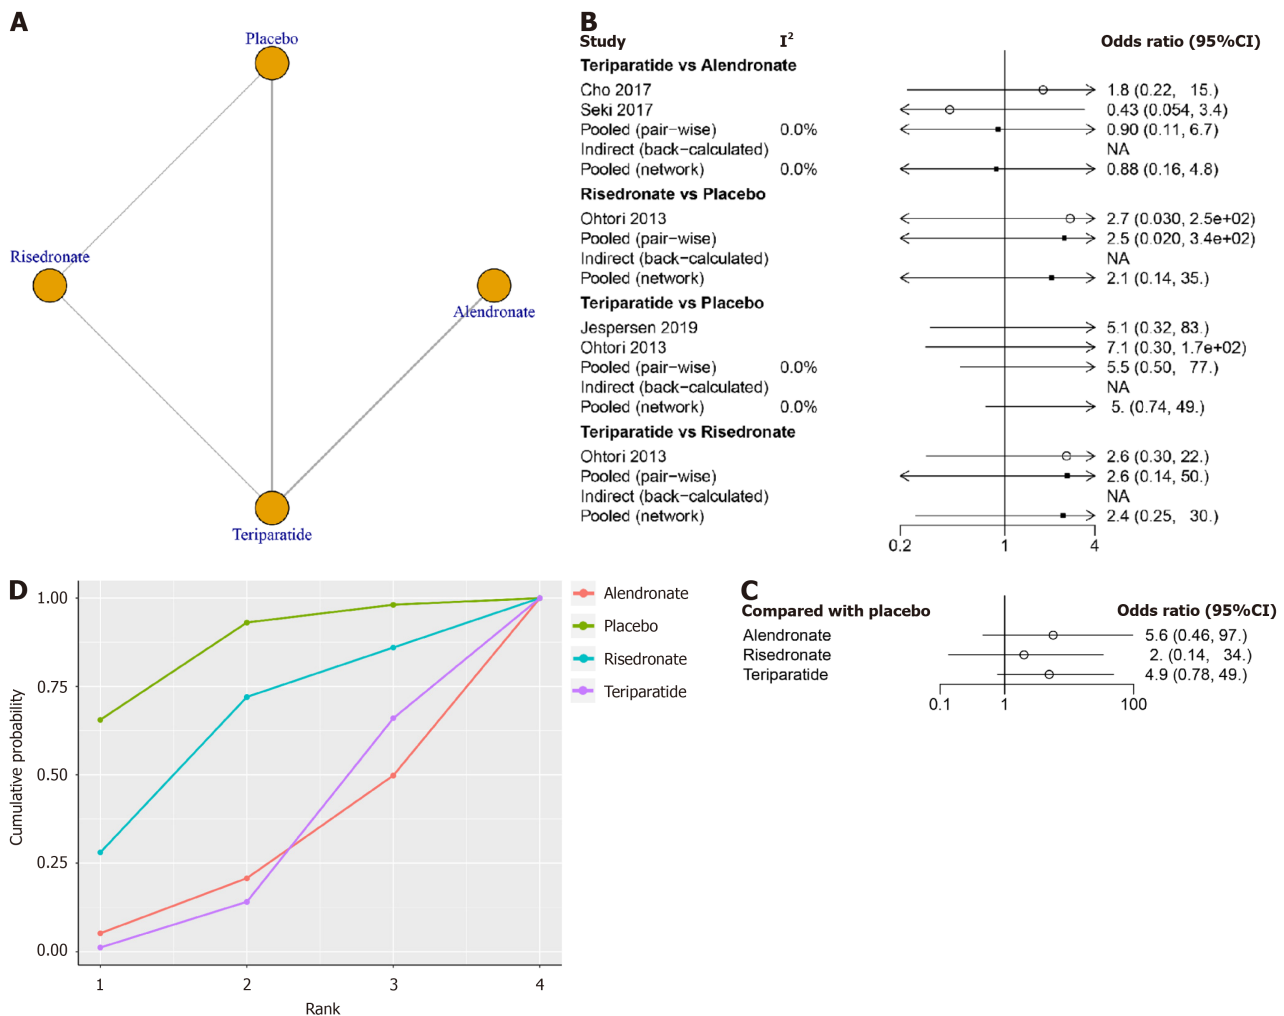 A
Placebo
Risedronate
Alendronate
Teriparatide
B
Study I² Odds ratio (95%CI)
Teriparatide vs Alendronate
Cho 2017 1.8 (0.22, 15.)
Seki 2017 0.43 (0.054, 3.4)
Pooled (pair−wise) 0.0% 0.90 (0.11, 6.7)
Indirect (back−calculated) NA
Pooled (network) 0.0% 0.88 (0.16, 4.8)
Risedronate vs Placebo
Ohtori 2013 2.7 (0.030, 2.5e+02)
Pooled (pair−wise) 2.5 (0.020, 3.4e+02)
Indirect (back−calculated) NA
Pooled (network) 2.1 (0.14, 35.)
Teriparatide vs Placebo
Jespersen 2019 5.1 (0.32, 83.)
Ohtori 2013 7.1 (0.30, 1.7e+02)
Pooled (pair−wise) 0.0% 5.5 (0.50, 77.)
Indirect (back−calculated) NA
Pooled (network) 0.0% 5. (0.74, 49.)
Teriparatide vs Risedronate
Ohtori 2013 2.6 (0.30, 22.)
Pooled (pair−wise) 2.6 (0.14, 50.)
Indirect (back−calculated) NA
Pooled (network) 2.4 (0.25, 30.)
0.2 1 4
C
Compared with placebo Odds ratio (95%CI)
Alendronate 5.6 (0.46, 97.)
Risedronate 2. (0.14, 34.)
Teriparatide 4.9 (0.78, 49.)
0.1 1 100
D
Cumulative probability
1.00
0.75
0.50
0.25
0.00
1 2 3 4
Rank
Alendronate
Placebo
Risedronate
Teriparatide